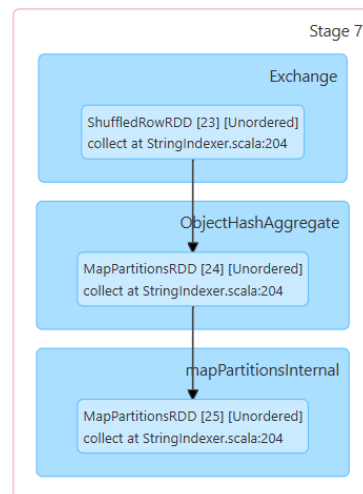 Stage 7
Exchange
ShuffledRowRDD [23] [Unordered]
collect at StringIndexer.scala:204
ObjectHashAggregate
MapPartitionsRDD [24] [Unordered]
collect at StringIndexer.scala:204
mapPartitionsInternal
MapPartitionsRDD [25] [Unordered]
collect at StringIndexer.scala:204